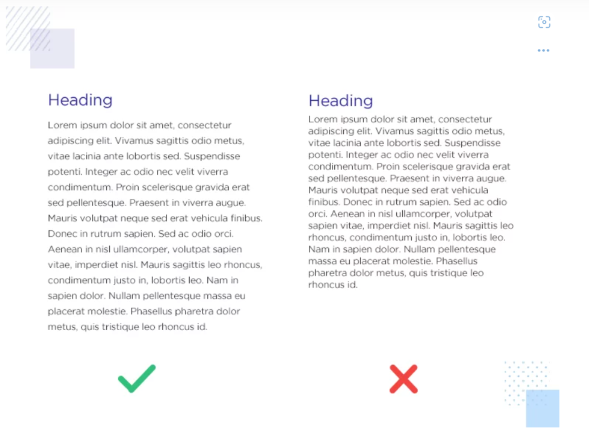 Heading
Lorem ipsum dolor sit amet, consectetur
adipiscing elit. Vivamus sagittis odio metus,
vitae lacinia ante lobortis sed. Suspendisse
potenti. Integer ac odio nec velit viverra
condimentum. Proin scelerisque gravida erat
sed pellentesque. Praesent in viverra augue.
Mauris volutpat neque sed erat vehicula finibus.
Donec in rutrum sapien. Sed ac odio orci.
Aenean in nisl ullamcorper, volutpat sapien
vitae, imperdiet nisl. Mauris sagittis leo rhoncus,
condimentum justo in, lobortis leo. Nam in
sapien dolor. Nullam pellentesque massa eu
placerat molestie. Phasellus pharetra dolor
metus, quis tristique leo rhoncus id.
Heading
Lorem ipsum dolor sit amet, consectetur
adipiscing elit. Vivamus sagittis odio metus,
vitae lacinia ante lobortis sed. Suspendisse
potenti. Integer ac odio nec velit viverra
condimentum. Proin scelerisque gravida erat
sed pellentesque. Praesent in viverra augue.
Mauris volutpat neque sed erat vehicula
finibus. Donec in rutrum sapien. Sed ac odio
orci. Aenean in nisl ullamcorper, volutpat
sapien vitae, imperdiet nisl. Mauris sagittis leo
rhoncus, condimentum justo in, lobortis leo.
Nam in sapien dolor. Nullam pellentesque
massa eu placerat molestie. Phasellus
pharetra dolor metus, quis tristique leo
rhoncus id.